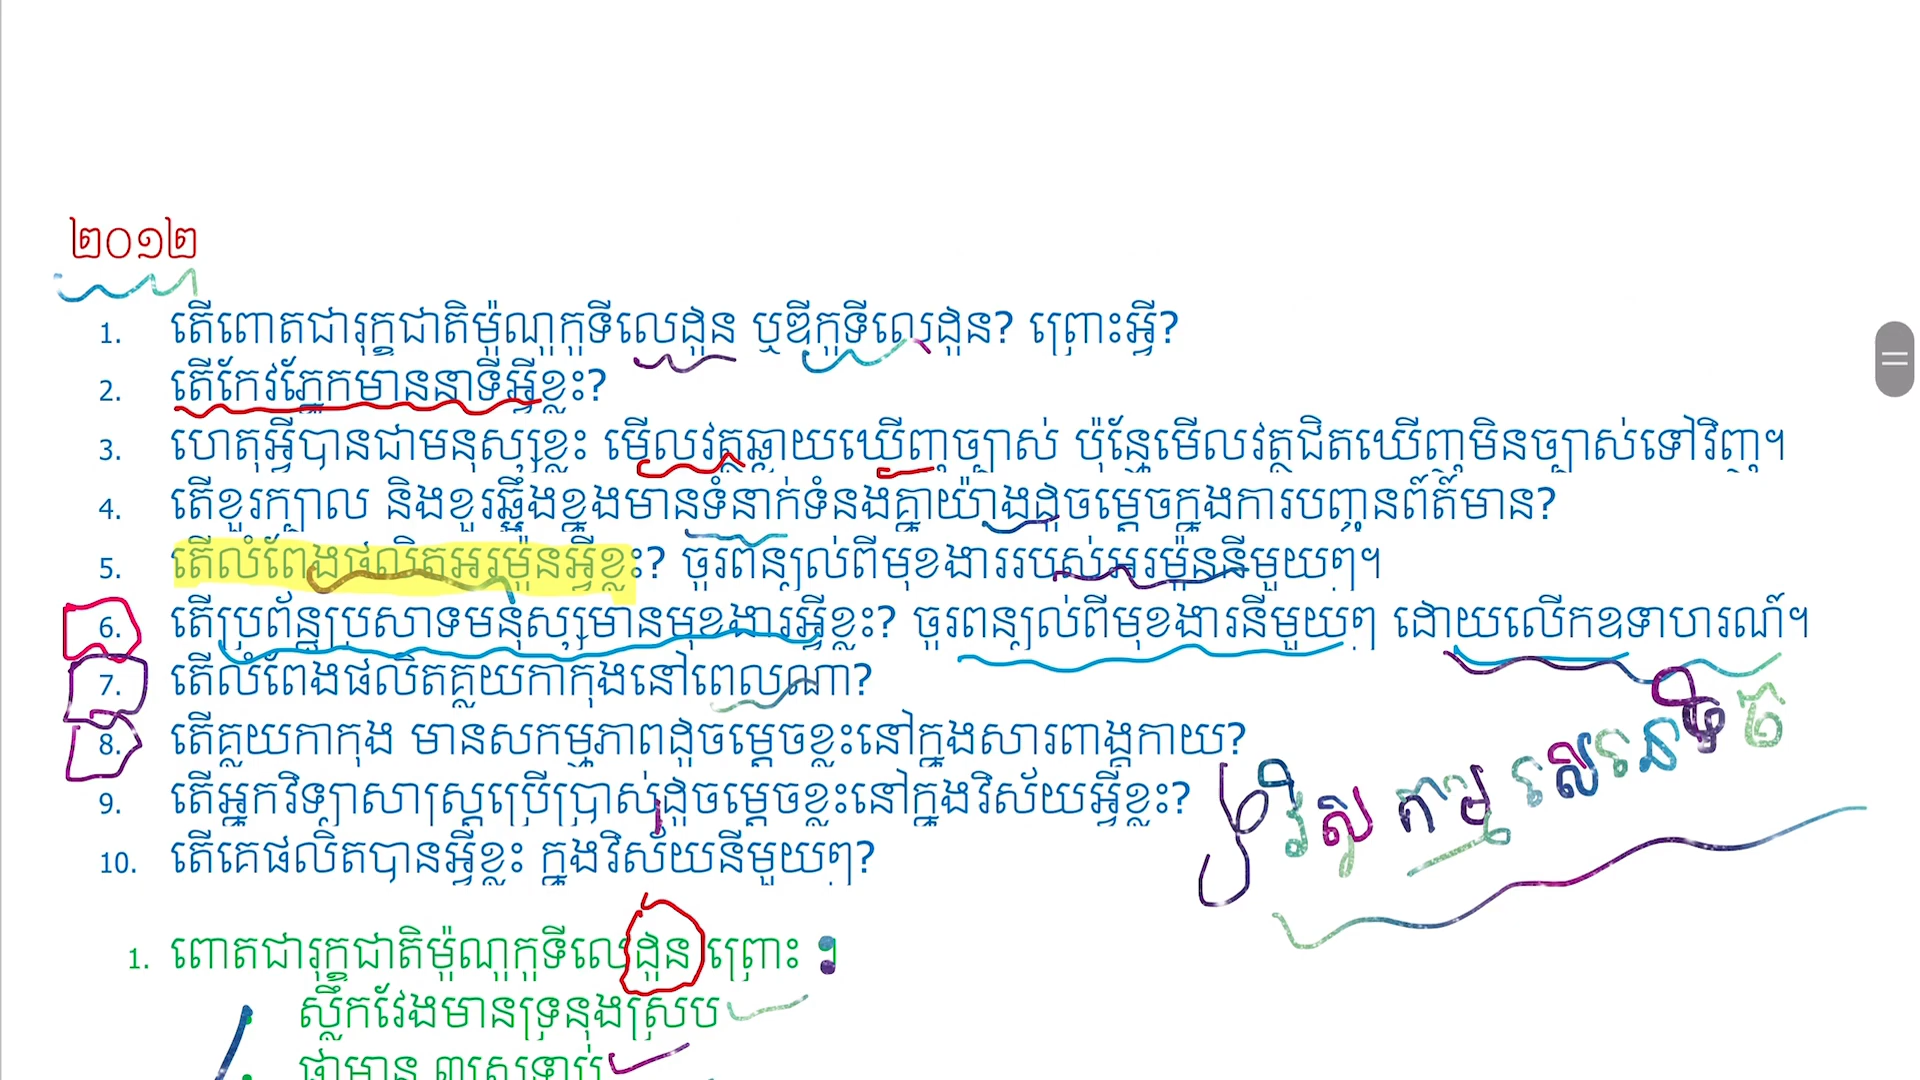 ២០១២
1. តើពោតជារុក្ខជាតិម៉ូណូកូទីលេដូន ឬឌីកូទីលេដូន? ព្រោះអ្វី?
2. តើកែវភ្នែកមាននាទីអ្វីខ្លះ?
3. ហេតុអ្វីបានជាមនុស្សខ្លះ មើលវត្ថុឆ្ងាយឃើញច្បាស់ ប៉ុន្តែមើលវត្ថុជិតឃើញមិនច្បាស់ទៅវិញ។
4. តើខួរក្បាល និងខួរឆ្អឹងខ្នងមានទំនាក់ទំនងគ្នាយ៉ាងដូចម្ដេចក្នុងការបញ្ជូនព័ត៌មាន?
5. តើលំពែងផលិតអរម៉ូនអ្វីខ្លះ? ចូរពន្យល់ពីមុខងាររបស់អរម៉ូននីមួយៗ។
6. តើប្រព័ន្ធប្រសាទមនុស្សមានមុខងារអ្វីខ្លះ? ចូរពន្យល់ពីមុខងារនីមួយៗ ដោយលើកឧទាហរណ៍។
7. តើលំពែងផលិតគ្លុយកាកុងនៅពេលណា?
8. តើគ្លុយកាកុង មានសកម្មភាពដូចម្ដេចខ្លះនៅក្នុងសារពាង្គកាយ?
9. តើអ្នកវិទ្យាសាស្ត្រប្រើប្រាស់ដូចម្ដេចខ្លះនៅក្នុងវិស័យអ្វីខ្លះ?
10. តើគេផលិតបានអ្វីខ្លះ ក្នុងវិស័យនីមួយៗ?
1. ពោតជារុក្ខជាតិម៉ូណូកូទីលេដូន ព្រោះ :
• ស្លឹកវែងមានទ្រនុងស្រប